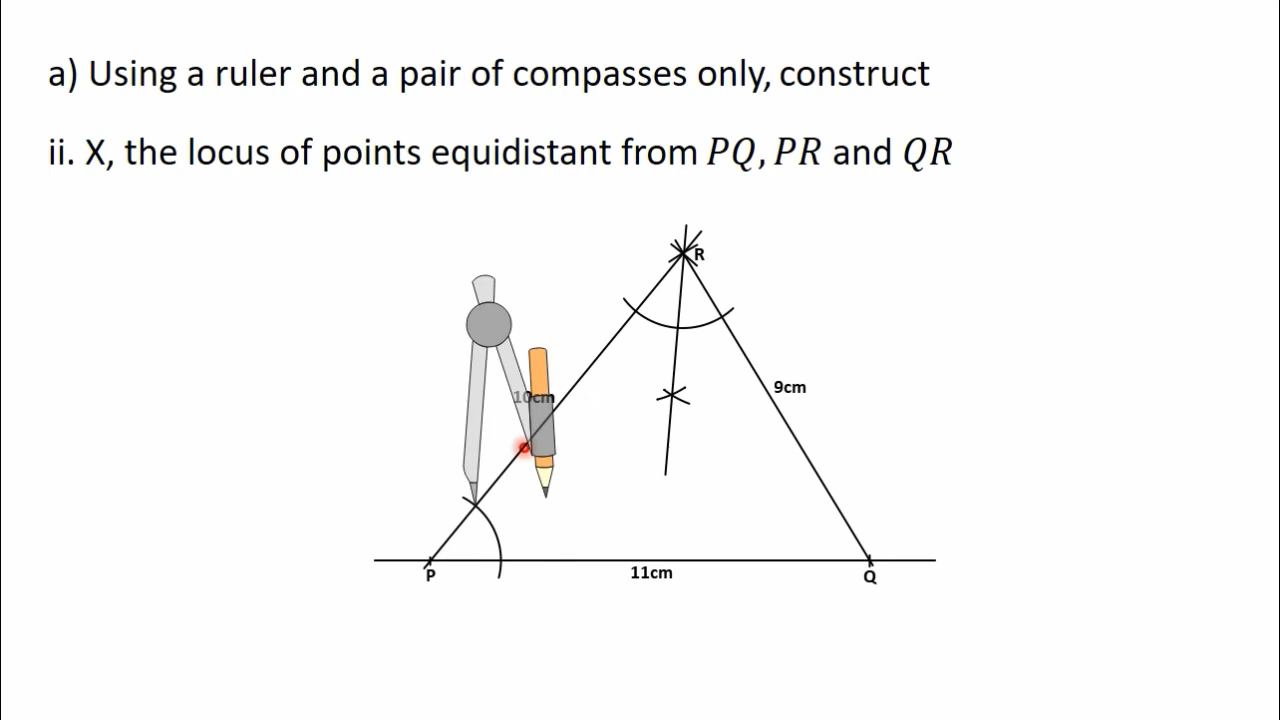 a) Using a ruler and a pair of compasses only, construct
ii. X, the locus of points equidistant from PQ, PR and QR
R
10cm
9cm
P
11cm
Q